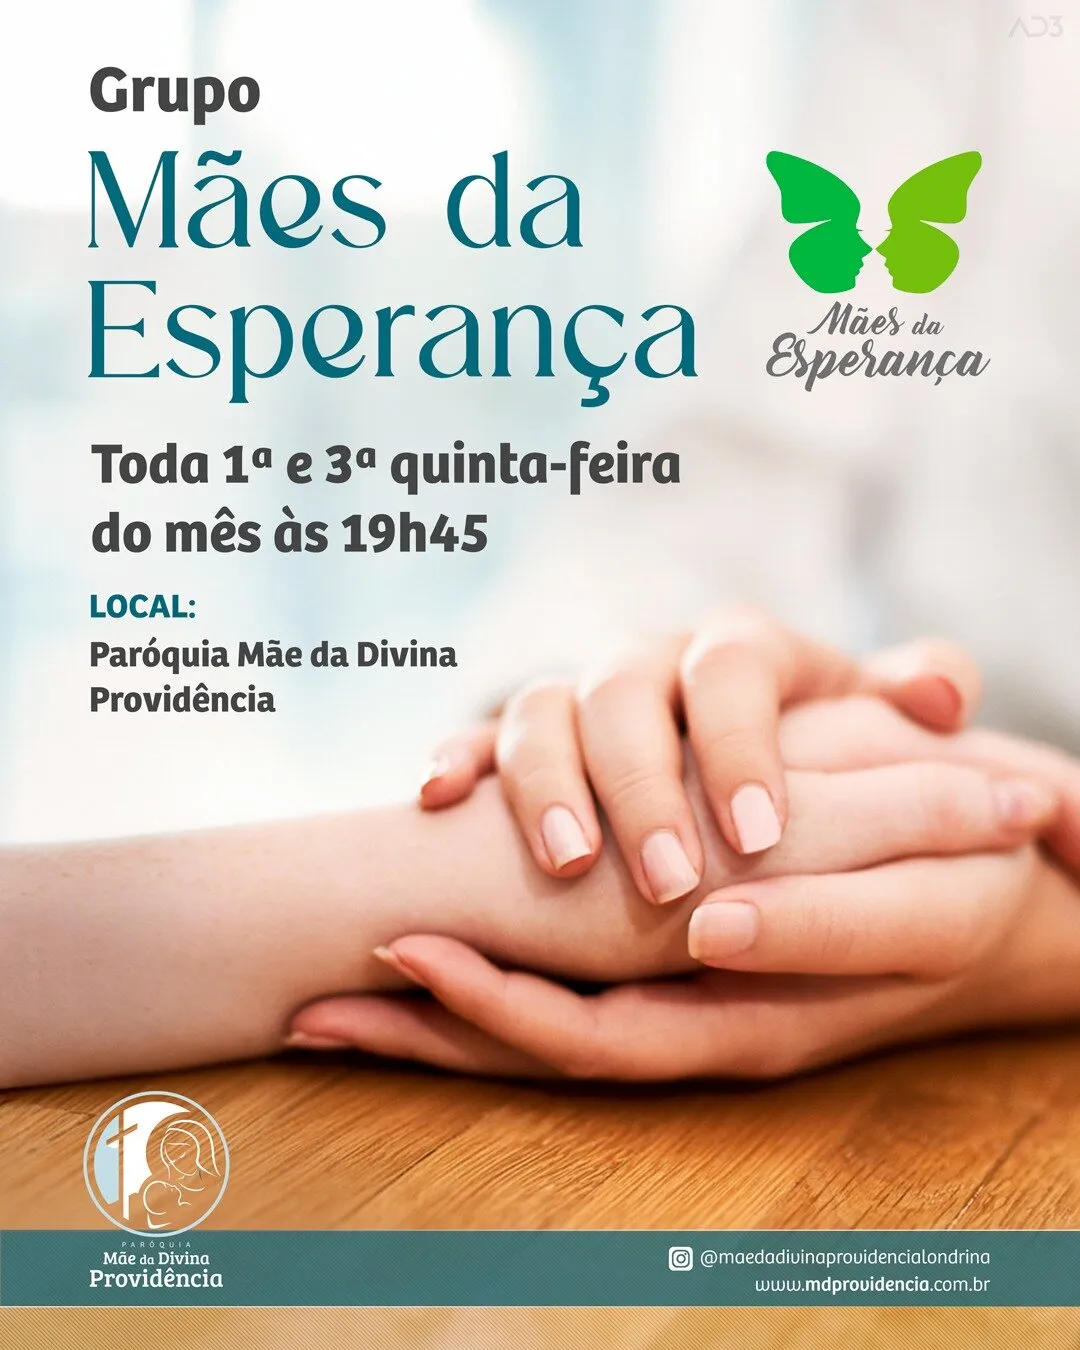 AD3
Grupo
Mães da
Esperança
Mães da
Esperança
Toda 1ª e 3ª quinta-feira
do mês às 19h45
LOCAL:
Paróquia Mãe da Divina
Providência
PARÓQUIA
Mãe da Divina
Providência
@maedadivinaprovidencialondrina
www.mdprovidencia.com.br